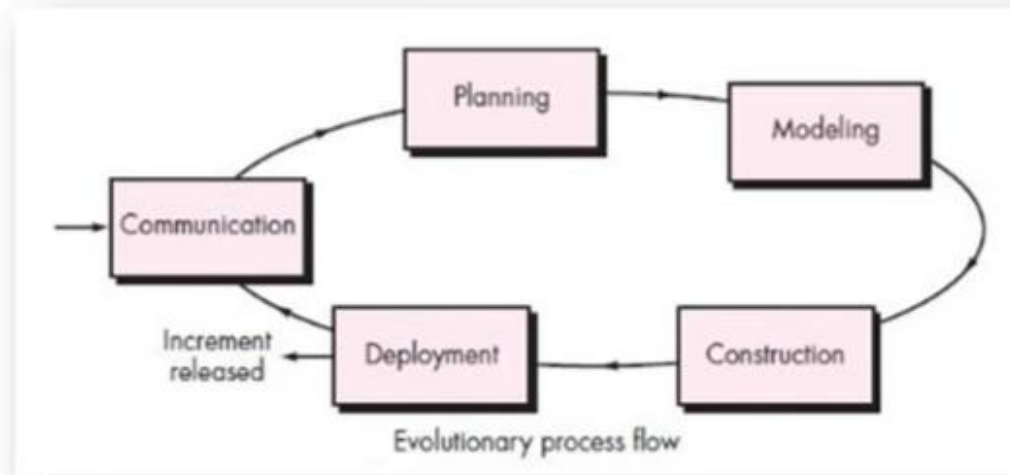 Planning
Modeling
Communication
Increment
released
Deployment
Construction
Evolutionary process flow